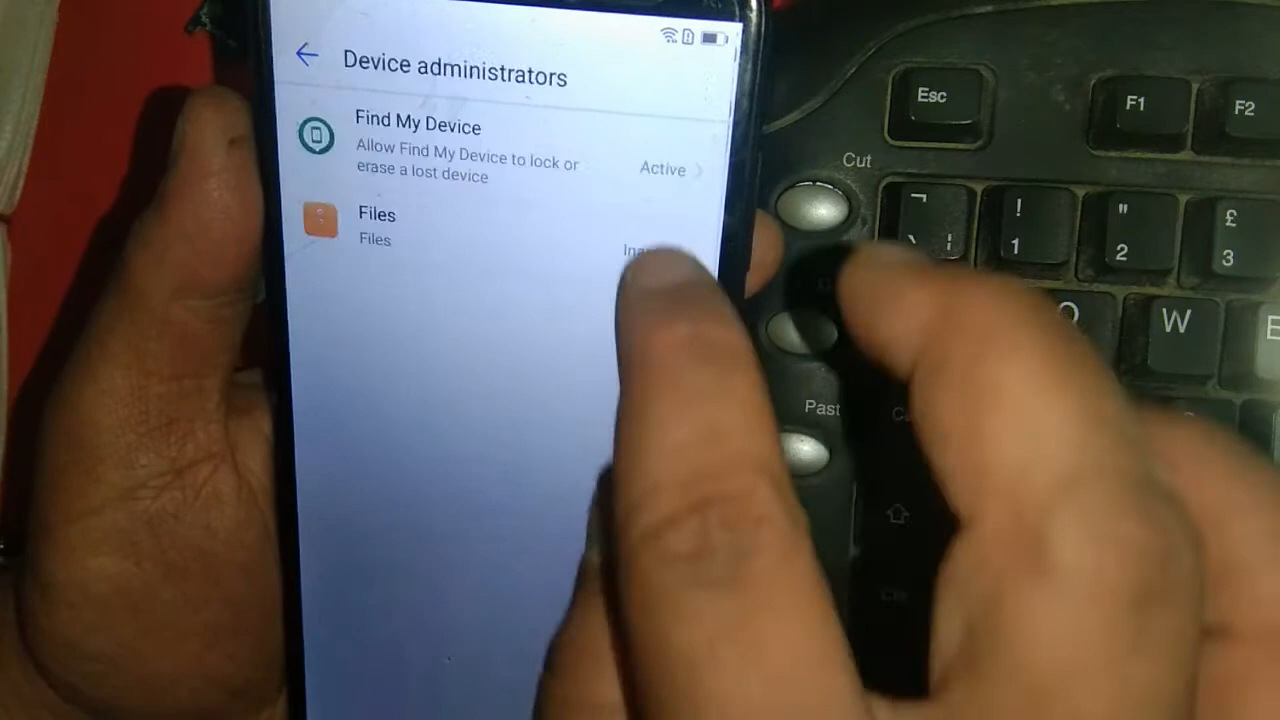 Device administrators
Find My Device
Allow Find My Device to lock or
erase a lost device
Active
Files
Files
Esc
F1
F2
Cut
¬
` ¦
!
1
"
2
£
3
W
E